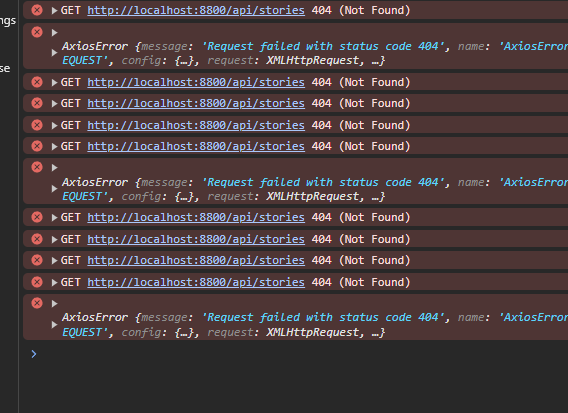 ngs
se
GET http://localhost:8800/api/stories 404 (Not Found)
AxiosError {message: 'Request failed with status code 404', name: 'AxiosError
EQUEST', config: {…}, request: XMLHttpRequest, …}
GET http://localhost:8800/api/stories 404 (Not Found)
GET http://localhost:8800/api/stories 404 (Not Found)
GET http://localhost:8800/api/stories 404 (Not Found)
GET http://localhost:8800/api/stories 404 (Not Found)
AxiosError {message: 'Request failed with status code 404', name: 'AxiosError
EQUEST', config: {…}, request: XMLHttpRequest, …}
GET http://localhost:8800/api/stories 404 (Not Found)
GET http://localhost:8800/api/stories 404 (Not Found)
GET http://localhost:8800/api/stories 404 (Not Found)
GET http://localhost:8800/api/stories 404 (Not Found)
AxiosError {message: 'Request failed with status code 404', name: 'AxiosError
EQUEST', config: {…}, request: XMLHttpRequest, …}